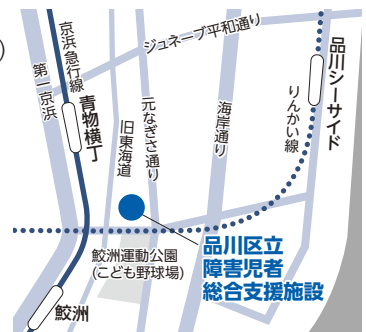 ジュネーブ平和通り
京浜急行線
第一京浜
青物横丁
旧東海道
元なぎさ通り
海岸通り
りんかい線
品川シーサイド
鮫洲運動公園
(こども野球場)
品川区立
障害児者
総合支援施設
鮫洲